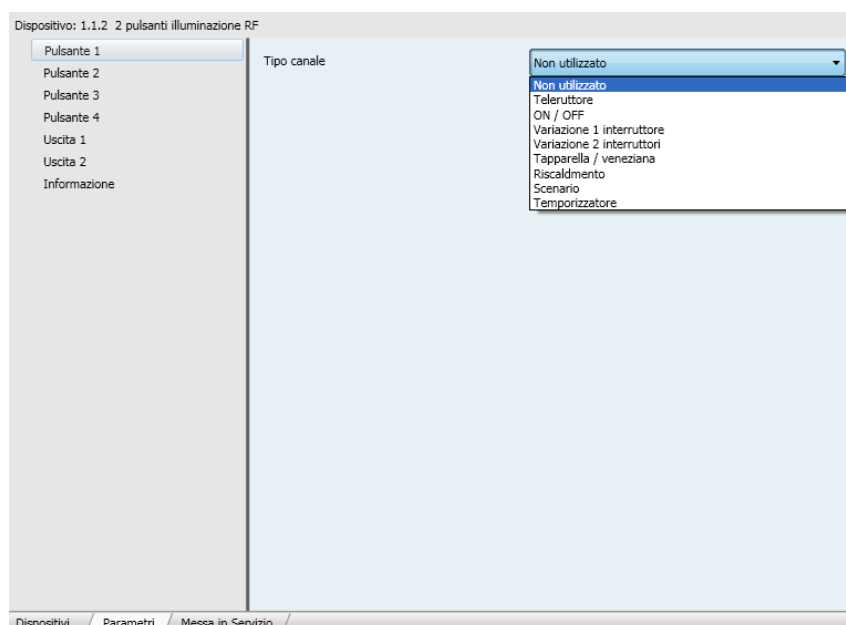 Dispositivo: 1.1.2 2 pulsanti illuminazione RF
Pulsante 1
Pulsante 2
Pulsante 3
Pulsante 4
Uscita 1
Uscita 2
Informazione
Tipo canale
Non utilizzato
Non utilizzato
Teleruttore
ON / OFF
Variazione 1 interruttore
Variazione 2 interruttori
Tapparella / veneziana
Riscaldmento
Scenario
Temporizzatore
Dispositivi / Parametri / Messa in Servizio /